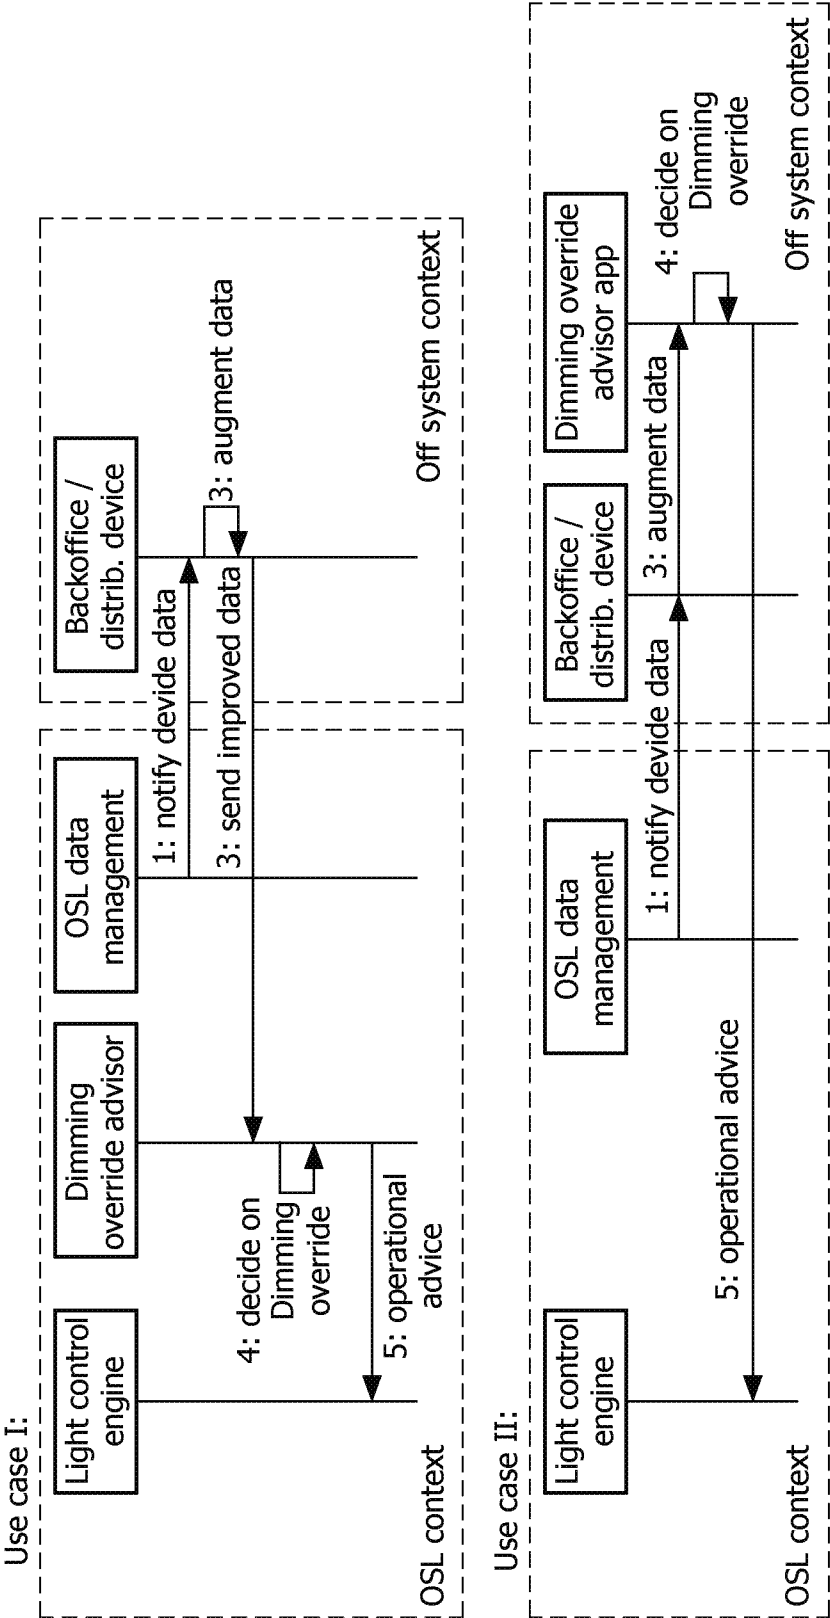 Use case I:
Light control
engine
Dimming
override advisor
OSL data
management
Backoffice /
distrib. device
1: notify devide data
3: augment data
3: send improved data
4: decide on
Dimming
override
5: operational
advice
OSL context
Off system context
Use case II:
Light control
engine
OSL data
management
Backoffice /
distrib. device
Dimming override
advisor app
1: notify devide data
3: augment data
4: decide on
Dimming
override
5: operational advice
OSL context
Off system context